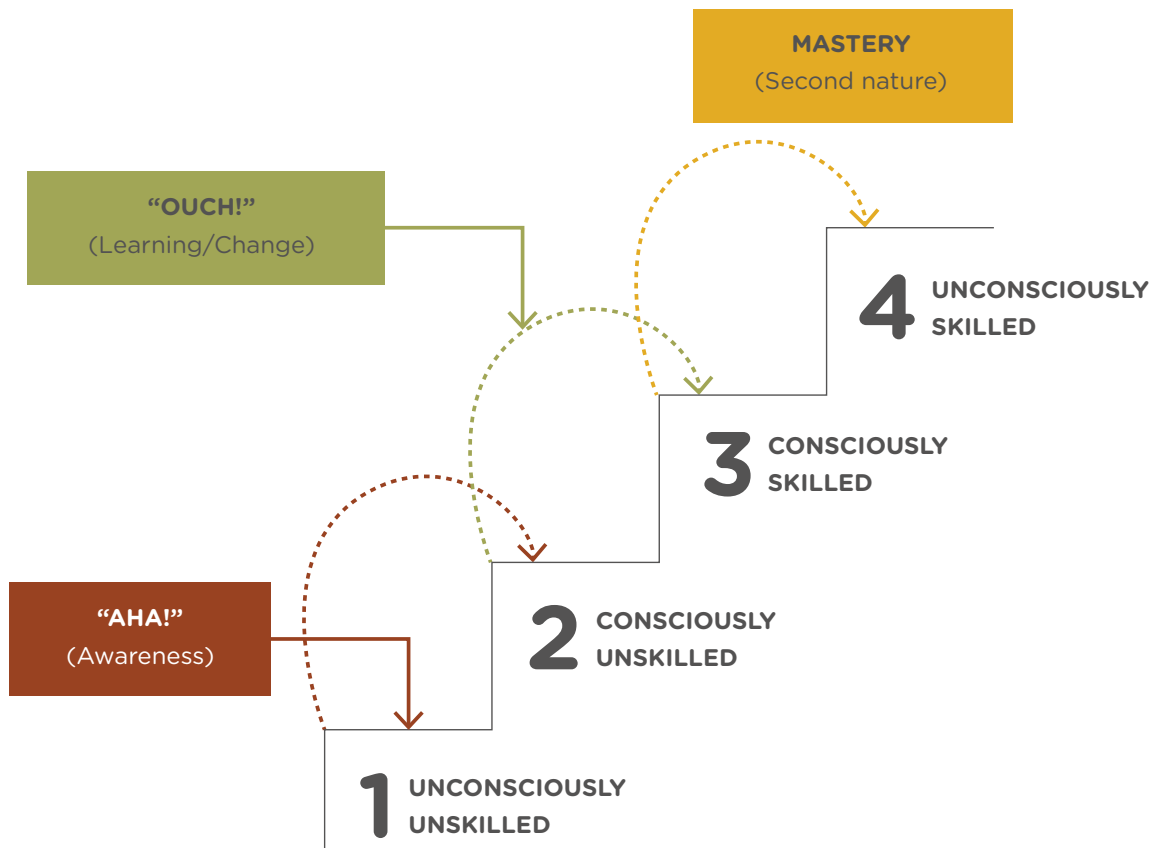 MASTERY
(Second nature)
“OUCH!”
(Learning/Change)
4 UNCONSCIOUSLY
SKILLED
3 CONSCIOUSLY
SKILLED
“AHA!”
(Awareness)
2 CONSCIOUSLY
UNSKILLED
1 UNCONSCIOUSLY
UNSKILLED